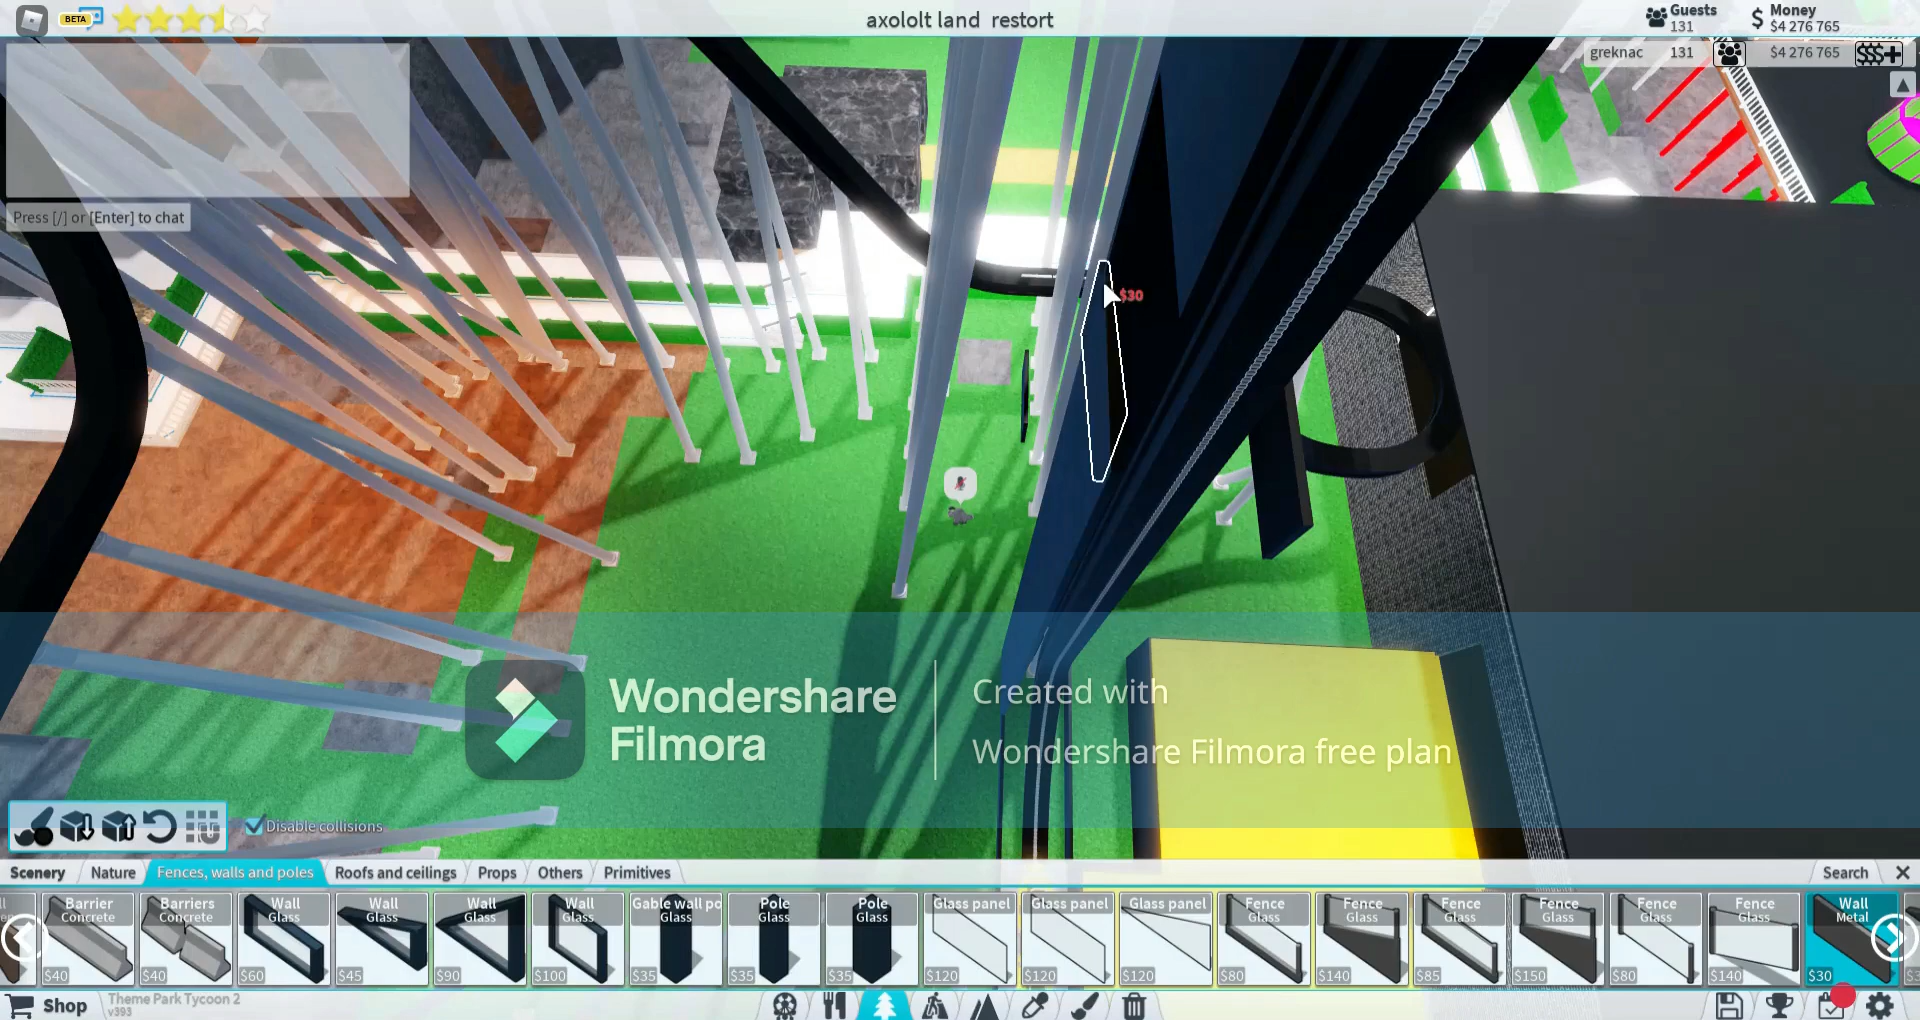 BETA
axololt land restort
Guests
131
Money
$4 276 765
greknac 131 $4 276 765 $$$+
Press [/] or [Enter] to chat
$30
Wondershare
Filmora
Created with
Wondershare Filmora free plan
Disable collisions
Scenery Nature Fences, walls and poles Roofs and ceilings Props Others Primitives Search
Barrier
Concrete
$40
Barriers
Concrete
$40
Wall
Glass
$60
Wall
Glass
$45
Wall
Glass
$90
Wall
Glass
$100
Gable wall po
Glass
$35
Pole
Glass
$35
Pole
Glass
$35
Glass panel
$120
Glass panel
$120
Glass panel
$120
Fence
Glass
$80
Fence
Glass
$140
Fence
Glass
$85
Fence
Glass
$150
Fence
Glass
$80
Fence
Glass
$140
Wall
Metal
$30
Shop
Theme Park Tycoon 2
v393